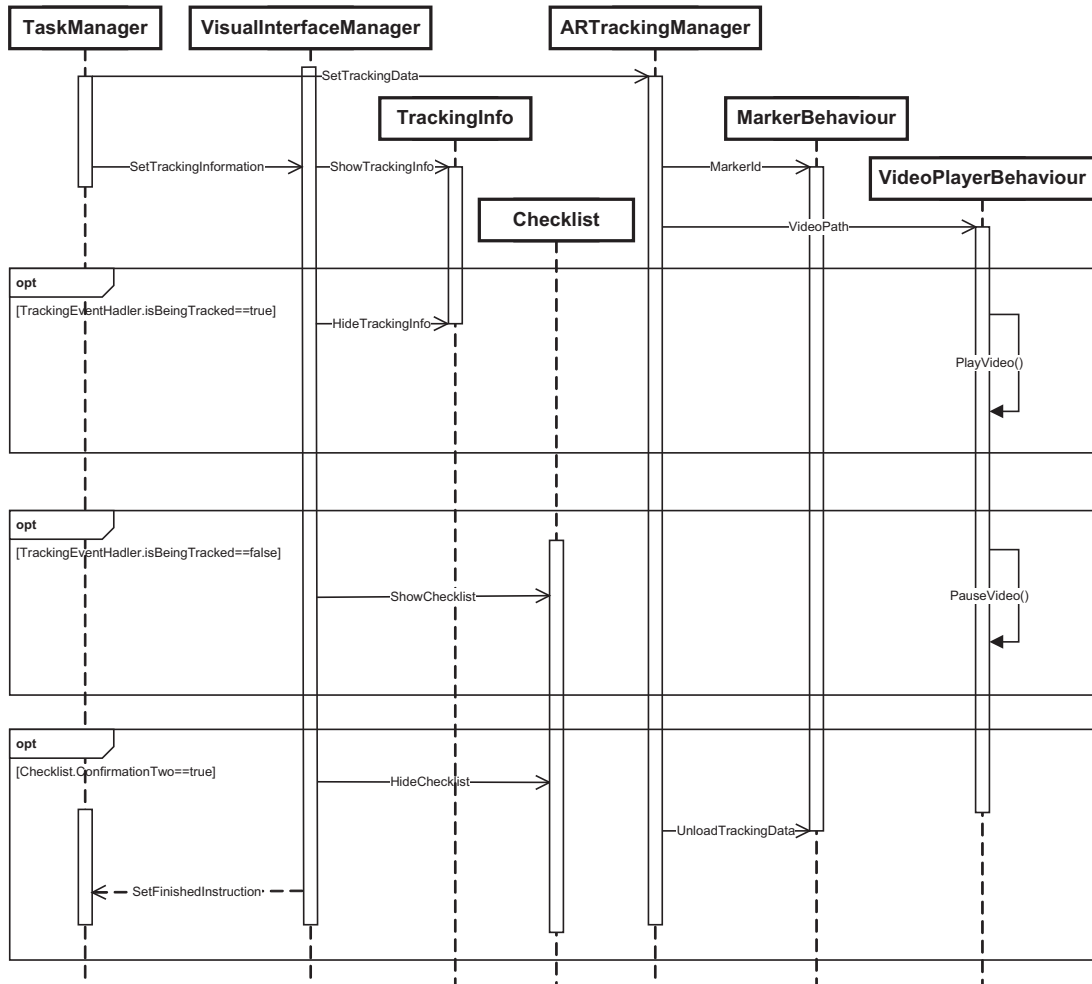 TaskManager
VisualInterfaceManager
ARTrackingManager
SetTrackingData
TrackingInfo
MarkerBehaviour
SetTrackingInformation
ShowTrackingInfo
MarkerId
VideoPlayerBehaviour
Checklist
VideoPath
opt
[TrackingEventHadler.isBeingTracked==true]
HideTrackingInfo
PlayVideo()
opt
[TrackingEventHadler.isBeingTracked==false]
ShowChecklist
PauseVideo()
opt
[Checklist.ConfirmationTwo==true]
HideChecklist
UnloadTrackingData
SetFinishedInstruction